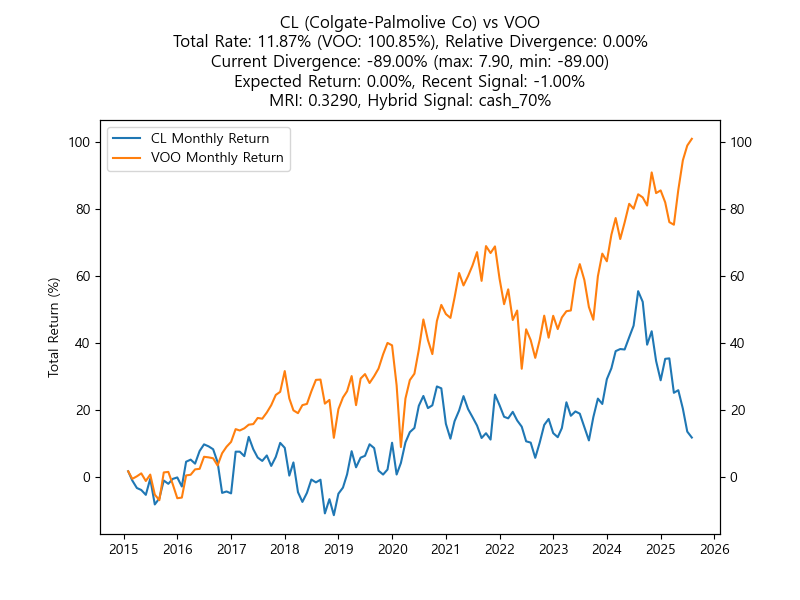 CL (Colgate-Palmolive Co) vs VOO
Total Rate: 11.87% (VOO: 100.85%), Relative Divergence: 0.00%
Current Divergence: -89.00% (max: 7.90, min: -89.00)
Expected Return: 0.00%, Recent Signal: -1.00%
MRI: 0.3290, Hybrid Signal: cash_70%
CL Monthly Return
VOO Monthly Return
Total Return (%)
100
80
60
40
20
0
100
80
60
40
20
0
2015 2016 2017 2018 2019 2020 2021 2022 2023 2024 2025 2026